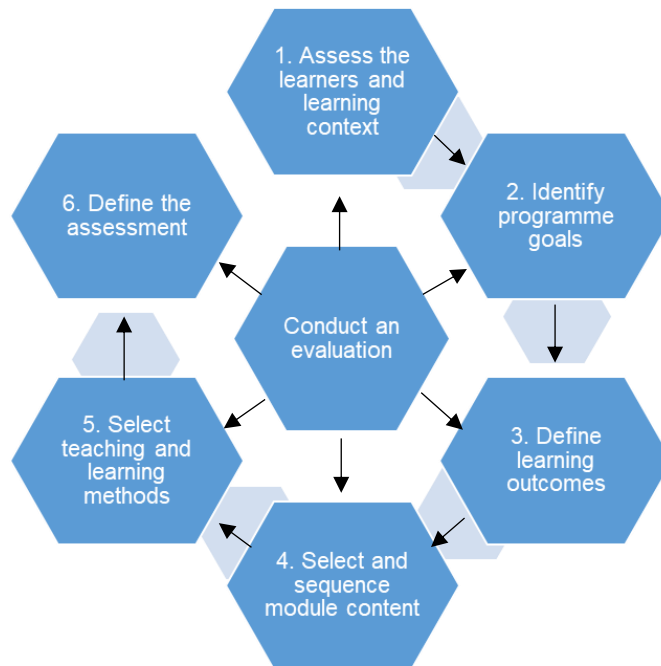 1. Assess the
learners and
learning
context
2. Identify
programme
goals
3. Define
learning
outcomes
4. Select and
sequence
module content
5. Select
teaching and
learning
methods
6. Define the
assessment
Conduct an
evaluation